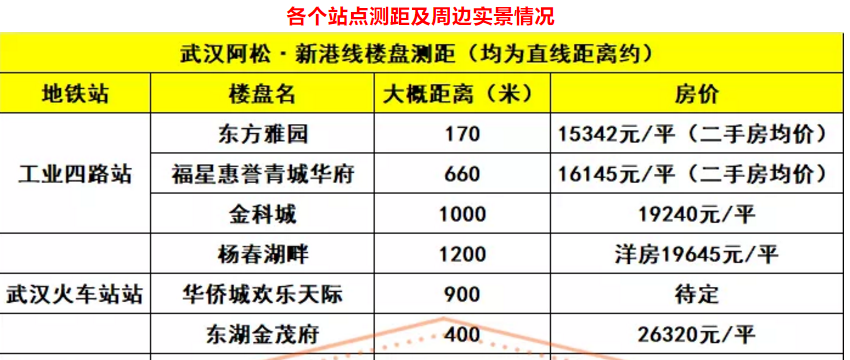 各个站点测距及周边实景情况
武汉阿松·新港线楼盘测距（均为直线距离约）
地铁站 楼盘名 大概距离（米） 房价
工业四路站 东方雅园 170 15342元/平（二手房均价）
福星惠誉青城华府 660 16145元/平（二手房均价）
金科城 1000 19240元/平
武汉火车站站 杨春湖畔 1200 洋房19645元/平
华侨城欢乐天际 900 待定
东湖金茂府 400 26320元/平